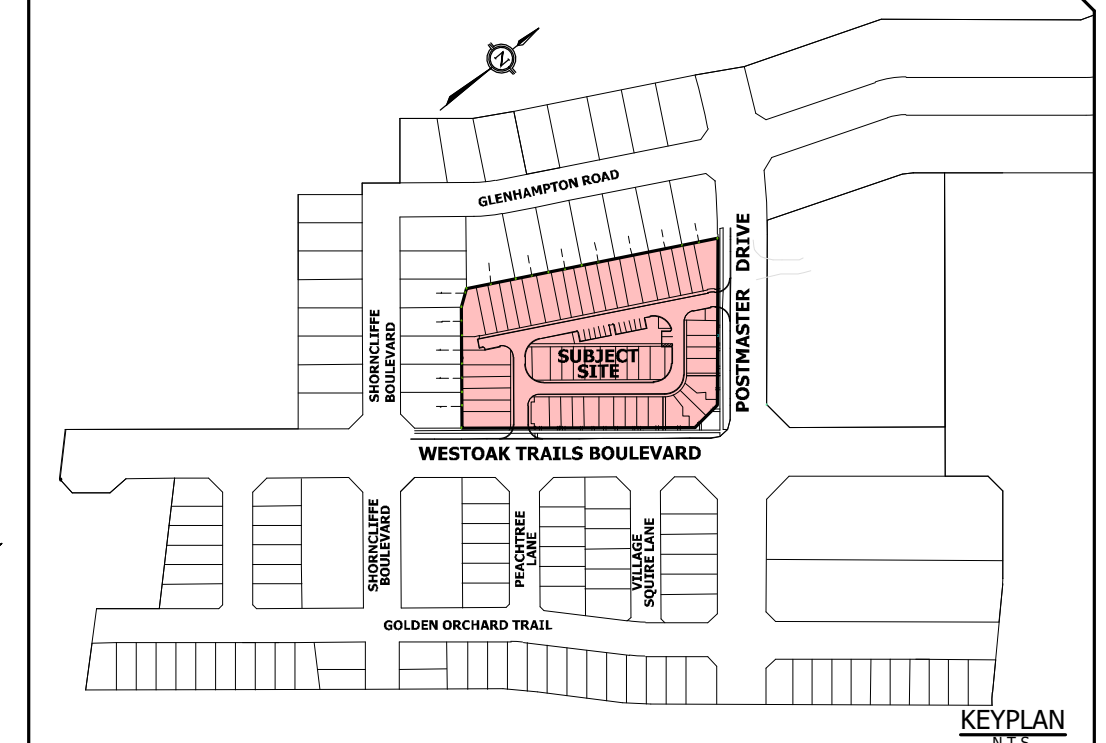 N
GLENHAMPTON ROAD
POSTMASTER DRIVE
SHORNCLIFFE
BOULEVARD
SUBJECT
SITE
WESTOAK TRAILS BOULEVARD
SHORNCLIFFE
BOULEVARD
PEACHTREE
LANE
VILLAGE
SQUIRE LANE
GOLDEN ORCHARD TRAIL
KEYPLAN
N.T.S.